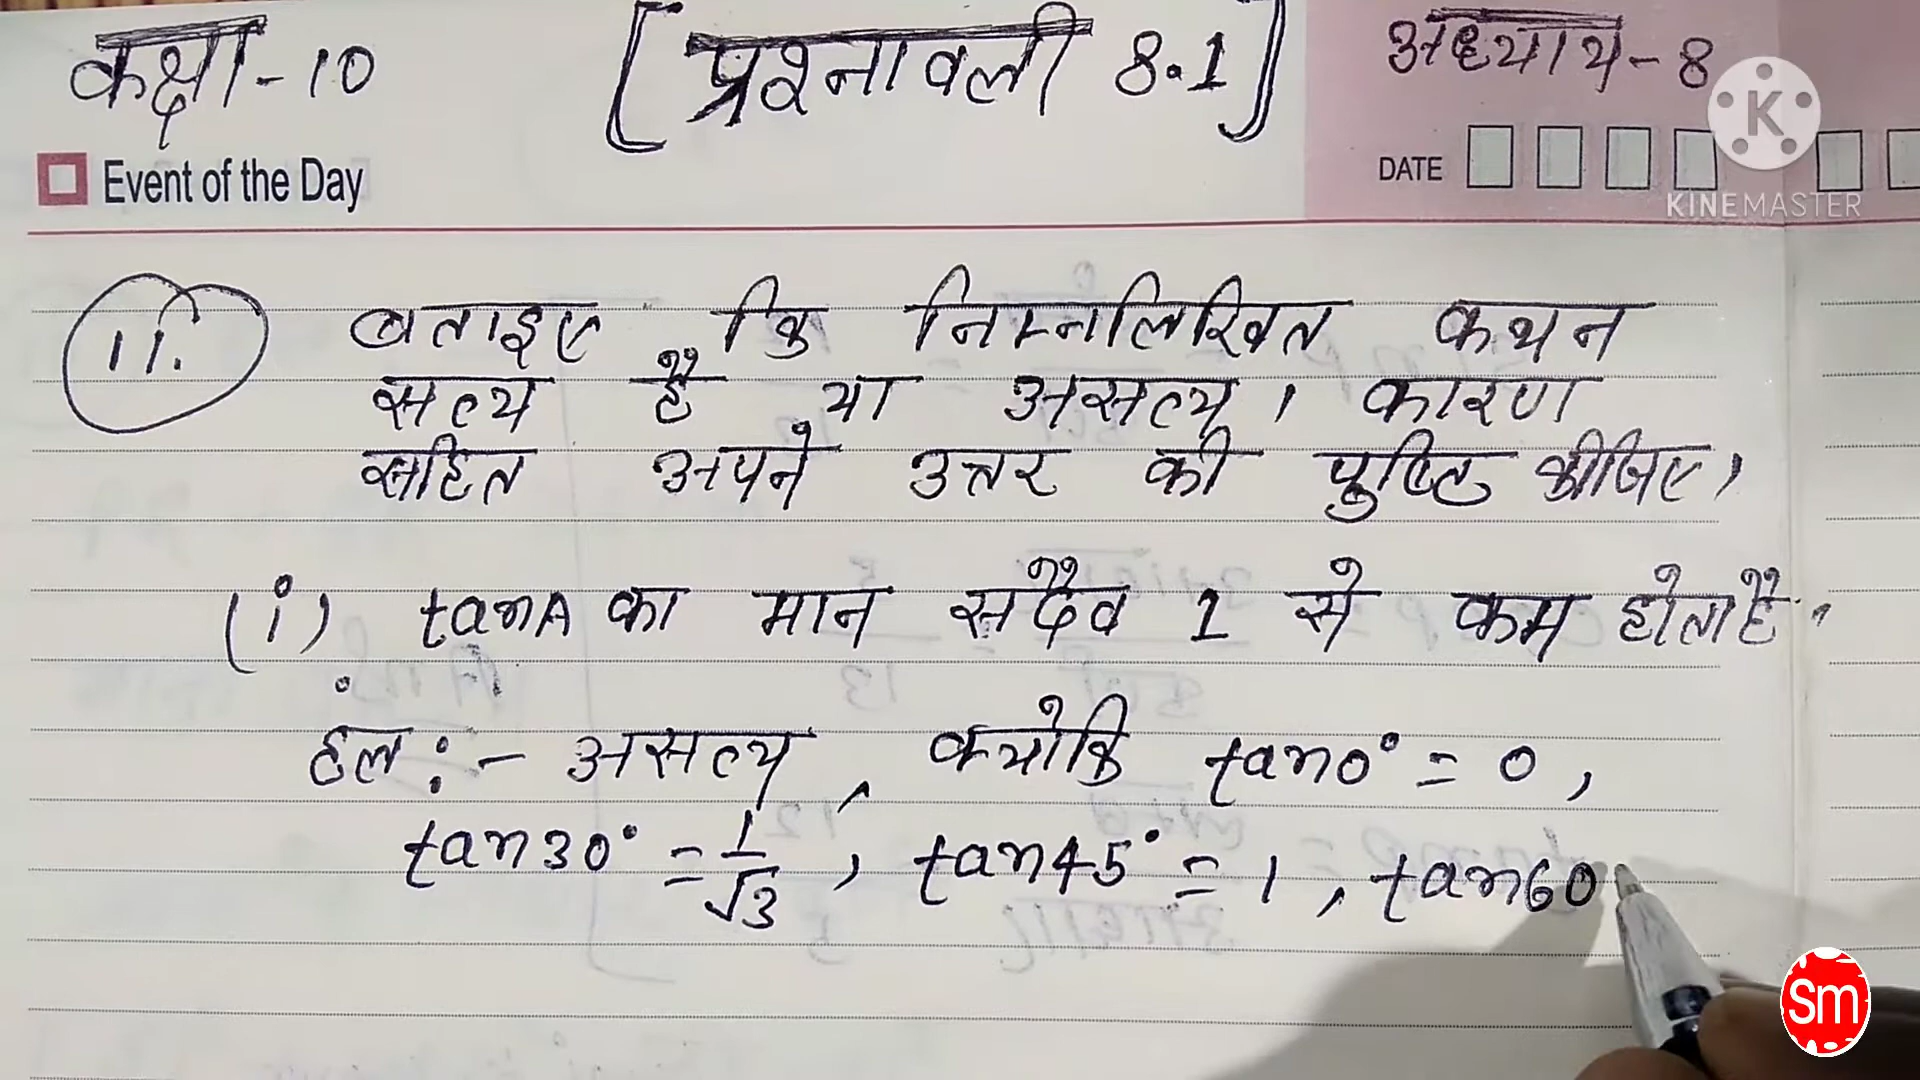 कक्षा-10 [प्रश्नावली 8.1] अध्याय-8
K
KINEMASTER
Event of the Day DATE
11. बताइए कि निम्नलिखित कथन
सत्य हैं या असत्य। कारण
सहित अपने उत्तर की पुष्टि कीजिए।
(i) tanA का मान सदैव 1 से कम होता है।
हल:- असत्य, क्योंकि tan0° = 0,
tan30° = 1/√3, tan45° = 1, tan60
Sm